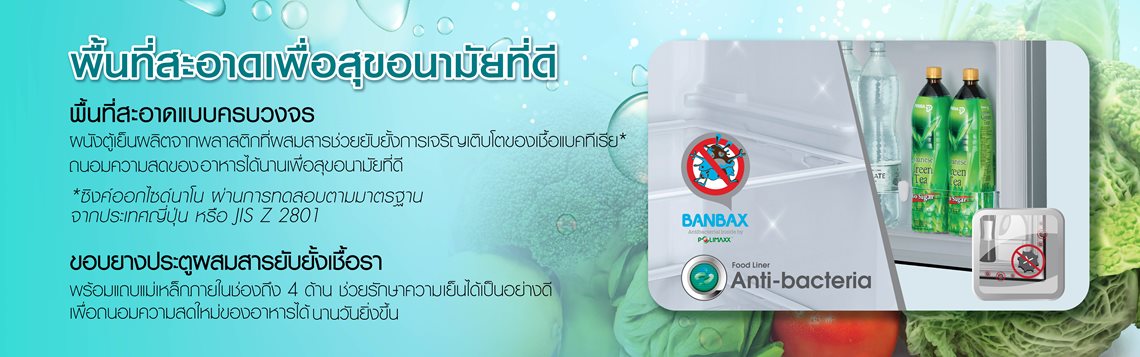 พื้นที่สะอาดเพื่อสุขอนามัยที่ดี
พื้นที่สะอาดแบบครบวงจร
ผนังตู้เย็นผลิตจากพลาสติกที่ผสมสารช่วยยับยั้งการเจริญเติบโตของเชื้อแบคทีเรีย*
ถนอมความสดของอาหารได้นานเพื่อสุขอนามัยที่ดี
*ซิงค์ออกไซด์นาโน ผ่านการทดสอบตามมาตรฐาน
จากประเทศญี่ปุ่น หรือ JIS Z 2801
ขอบยางประตูผสมสารยับยั้งเชื้อรา
พร้อมแถบแม่เหล็กภายในช่องถึง 4 ด้าน ช่วยรักษาความเย็นได้เป็นอย่างดี
เพื่อถนอมความสดใหม่ของอาหารได้ นานวันยิ่งขึ้น
BANBAX
Antibacterial Inside by
POLIMAXX
Food Liner
Anti-bacteria
Green
Tea
Green
Tea